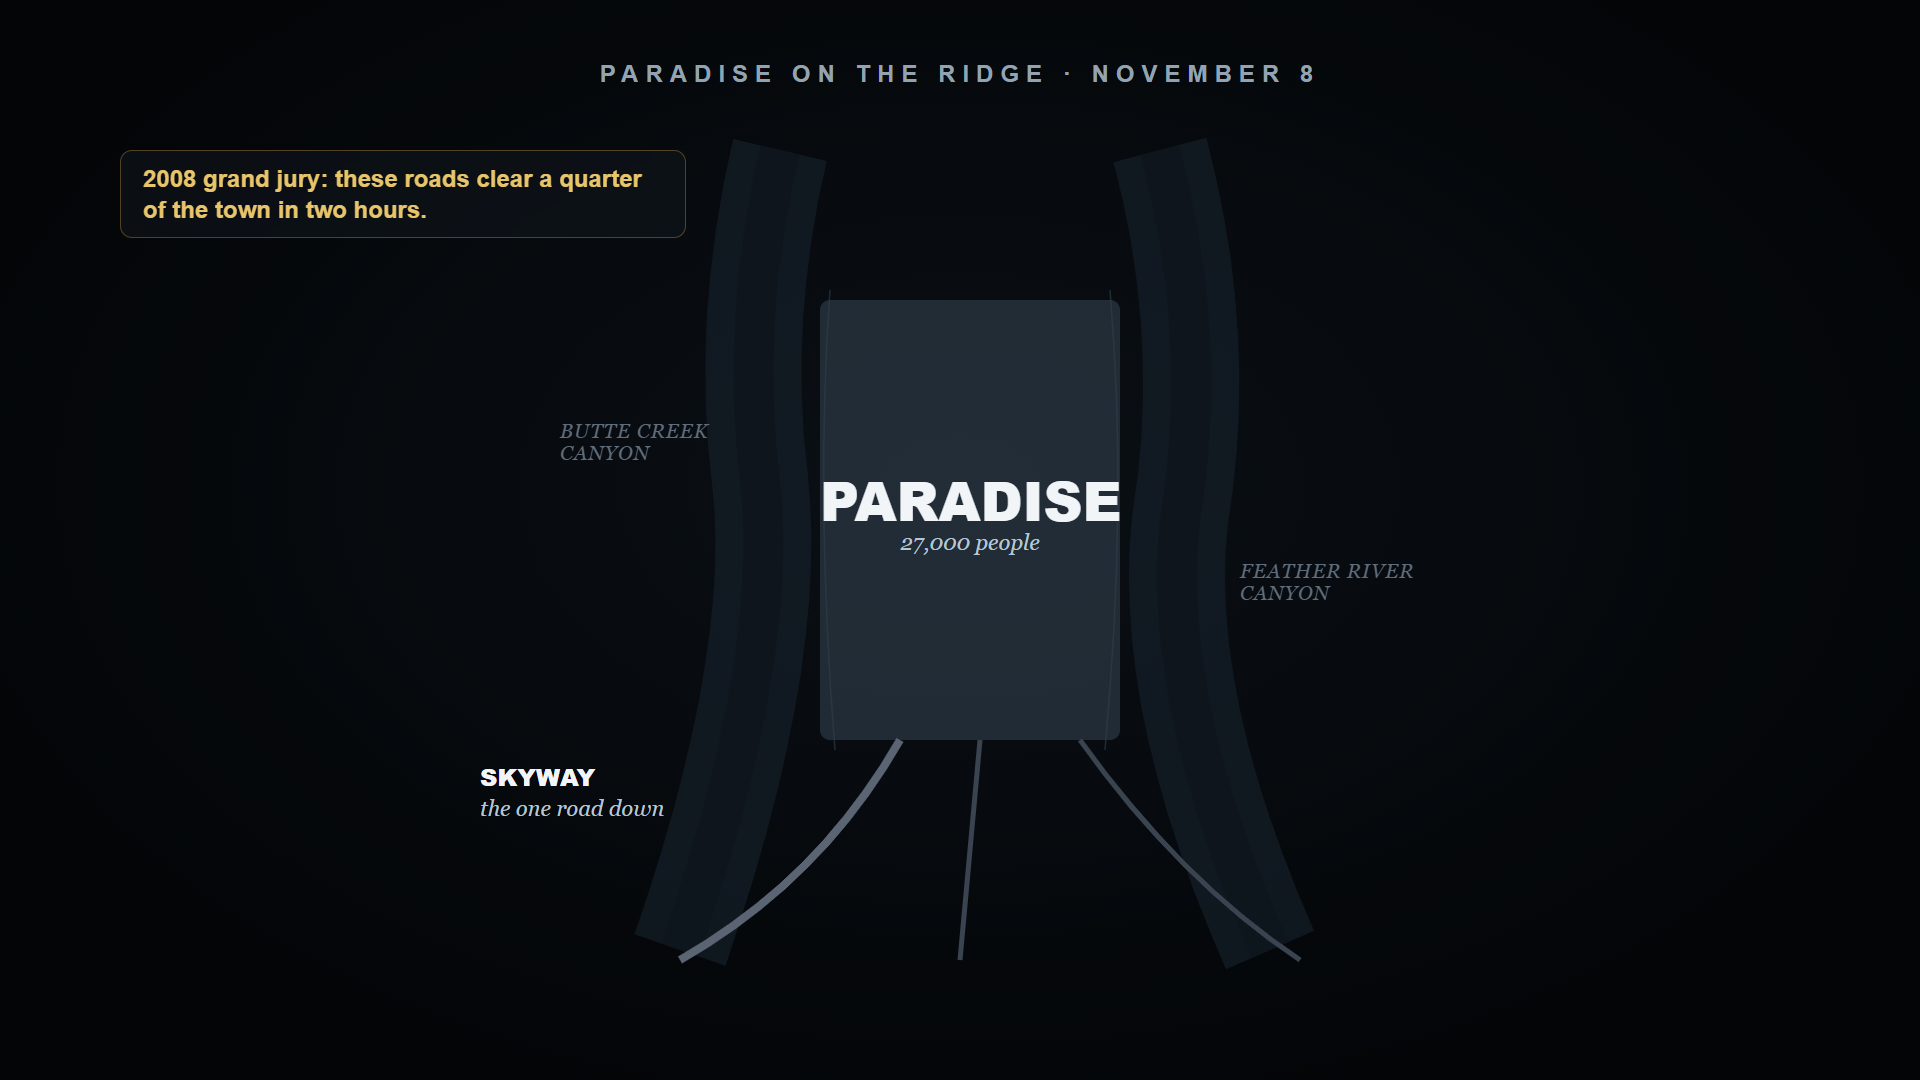 PARADISE ON THE RIDGE · NOVEMBER 8
2008 grand jury: these roads clear a quarter
of the town in two hours.
BUTTE CREEK
CANYON
PARADISE
27,000 people
FEATHER RIVER
CANYON
SKYWAY
the one road down